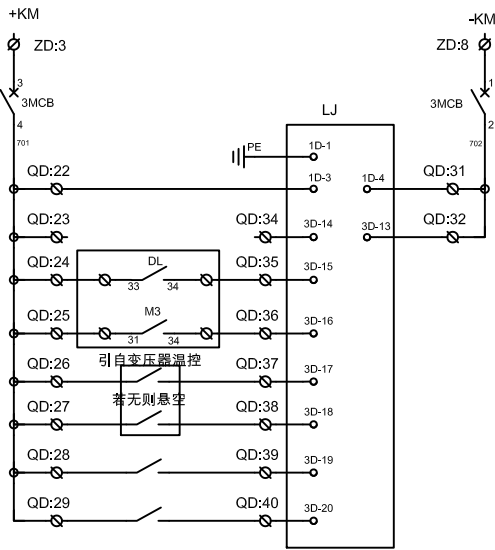 +KM
-KM
ZD:3
ZD:8
3
1
3MCB
3MCB
4
2
701
702
LJ
PE
1D-1
QD:22
1D-3
1D-4
QD:31
QD:23
QD:34
3D-14
3D-13
QD:32
QD:24
DL
33
34
QD:35
3D-15
QD:25
M3
31
34
QD:36
3D-16
引自变压器温控
QD:26
QD:37
3D-17
若无则悬空
QD:27
QD:38
3D-18
QD:28
QD:39
3D-19
QD:29
QD:40
3D-20